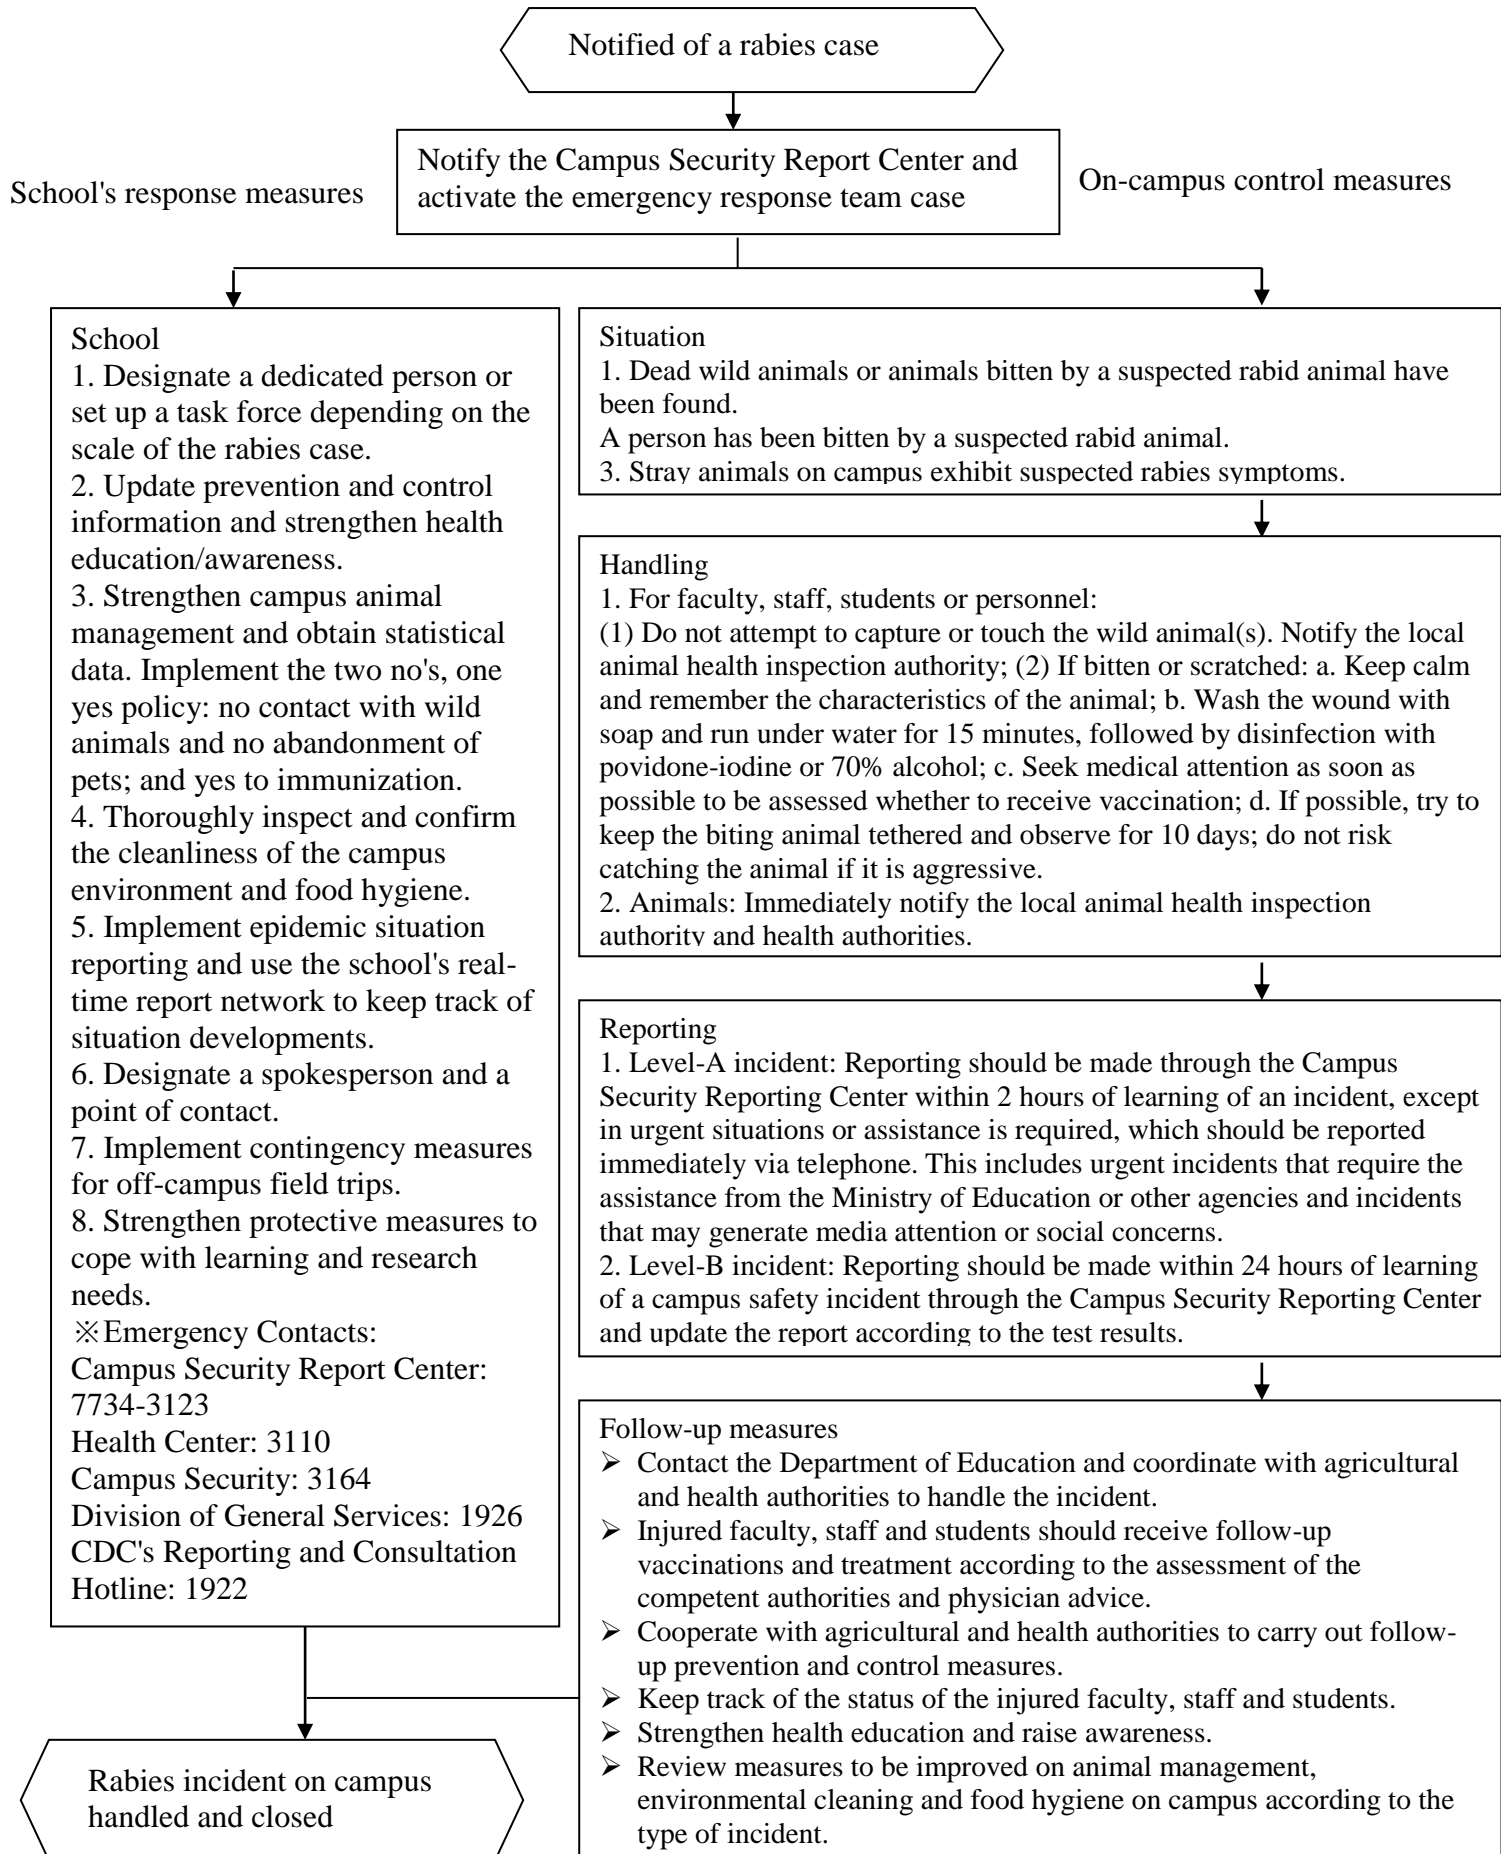 Notified of a rabies case
Notify the Campus Security Report Center and
activate the emergency response team case
School's response measures
On-campus control measures
School
1. Designate a dedicated person or
set up a task force depending on the
scale of the rabies case.
2. Update prevention and control
information and strengthen health
education/awareness.
3. Strengthen campus animal
management and obtain statistical
data. Implement the two no's, one
yes policy: no contact with wild
animals and no abandonment of
pets; and yes to immunization.
4. Thoroughly inspect and confirm
the cleanliness of the campus
environment and food hygiene.
5. Implement epidemic situation
reporting and use the school's real-
time report network to keep track of
situation developments.
6. Designate a spokesperson and a
point of contact.
7. Implement contingency measures
for off-campus field trips.
8. Strengthen protective measures to
cope with learning and research
needs.
※Emergency Contacts:
Campus Security Report Center:
7734-3123
Health Center: 3110
Campus Security: 3164
Division of General Services: 1926
CDC's Reporting and Consultation
Hotline: 1922
Situation
1. Dead wild animals or animals bitten by a suspected rabid animal have
been found.
A person has been bitten by a suspected rabid animal.
3. Stray animals on campus exhibit suspected rabies symptoms.
Handling
1. For faculty, staff, students or personnel:
(1) Do not attempt to capture or touch the wild animal(s). Notify the local
animal health inspection authority; (2) If bitten or scratched: a. Keep calm
and remember the characteristics of the animal; b. Wash the wound with
soap and run under water for 15 minutes, followed by disinfection with
povidone-iodine or 70% alcohol; c. Seek medical attention as soon as
possible to be assessed whether to receive vaccination; d. If possible, try to
keep the biting animal tethered and observe for 10 days; do not risk
catching the animal if it is aggressive.
2. Animals: Immediately notify the local animal health inspection
authority and health authorities.
Reporting
1. Level-A incident: Reporting should be made through the Campus
Security Reporting Center within 2 hours of learning of an incident, except
in urgent situations or assistance is required, which should be reported
immediately via telephone. This includes urgent incidents that require the
assistance from the Ministry of Education or other agencies and incidents
that may generate media attention or social concerns.
2. Level-B incident: Reporting should be made within 24 hours of learning
of a campus safety incident through the Campus Security Reporting Center
and update the report according to the test results.
Follow-up measures
➢ Contact the Department of Education and coordinate with agricultural
and health authorities to handle the incident.
➢ Injured faculty, staff and students should receive follow-up
vaccinations and treatment according to the assessment of the
competent authorities and physician advice.
➢ Cooperate with agricultural and health authorities to carry out follow-
up prevention and control measures.
➢ Keep track of the status of the injured faculty, staff and students.
➢ Strengthen health education and raise awareness.
➢ Review measures to be improved on animal management,
environmental cleaning and food hygiene on campus according to the
type of incident.
Rabies incident on campus
handled and closed